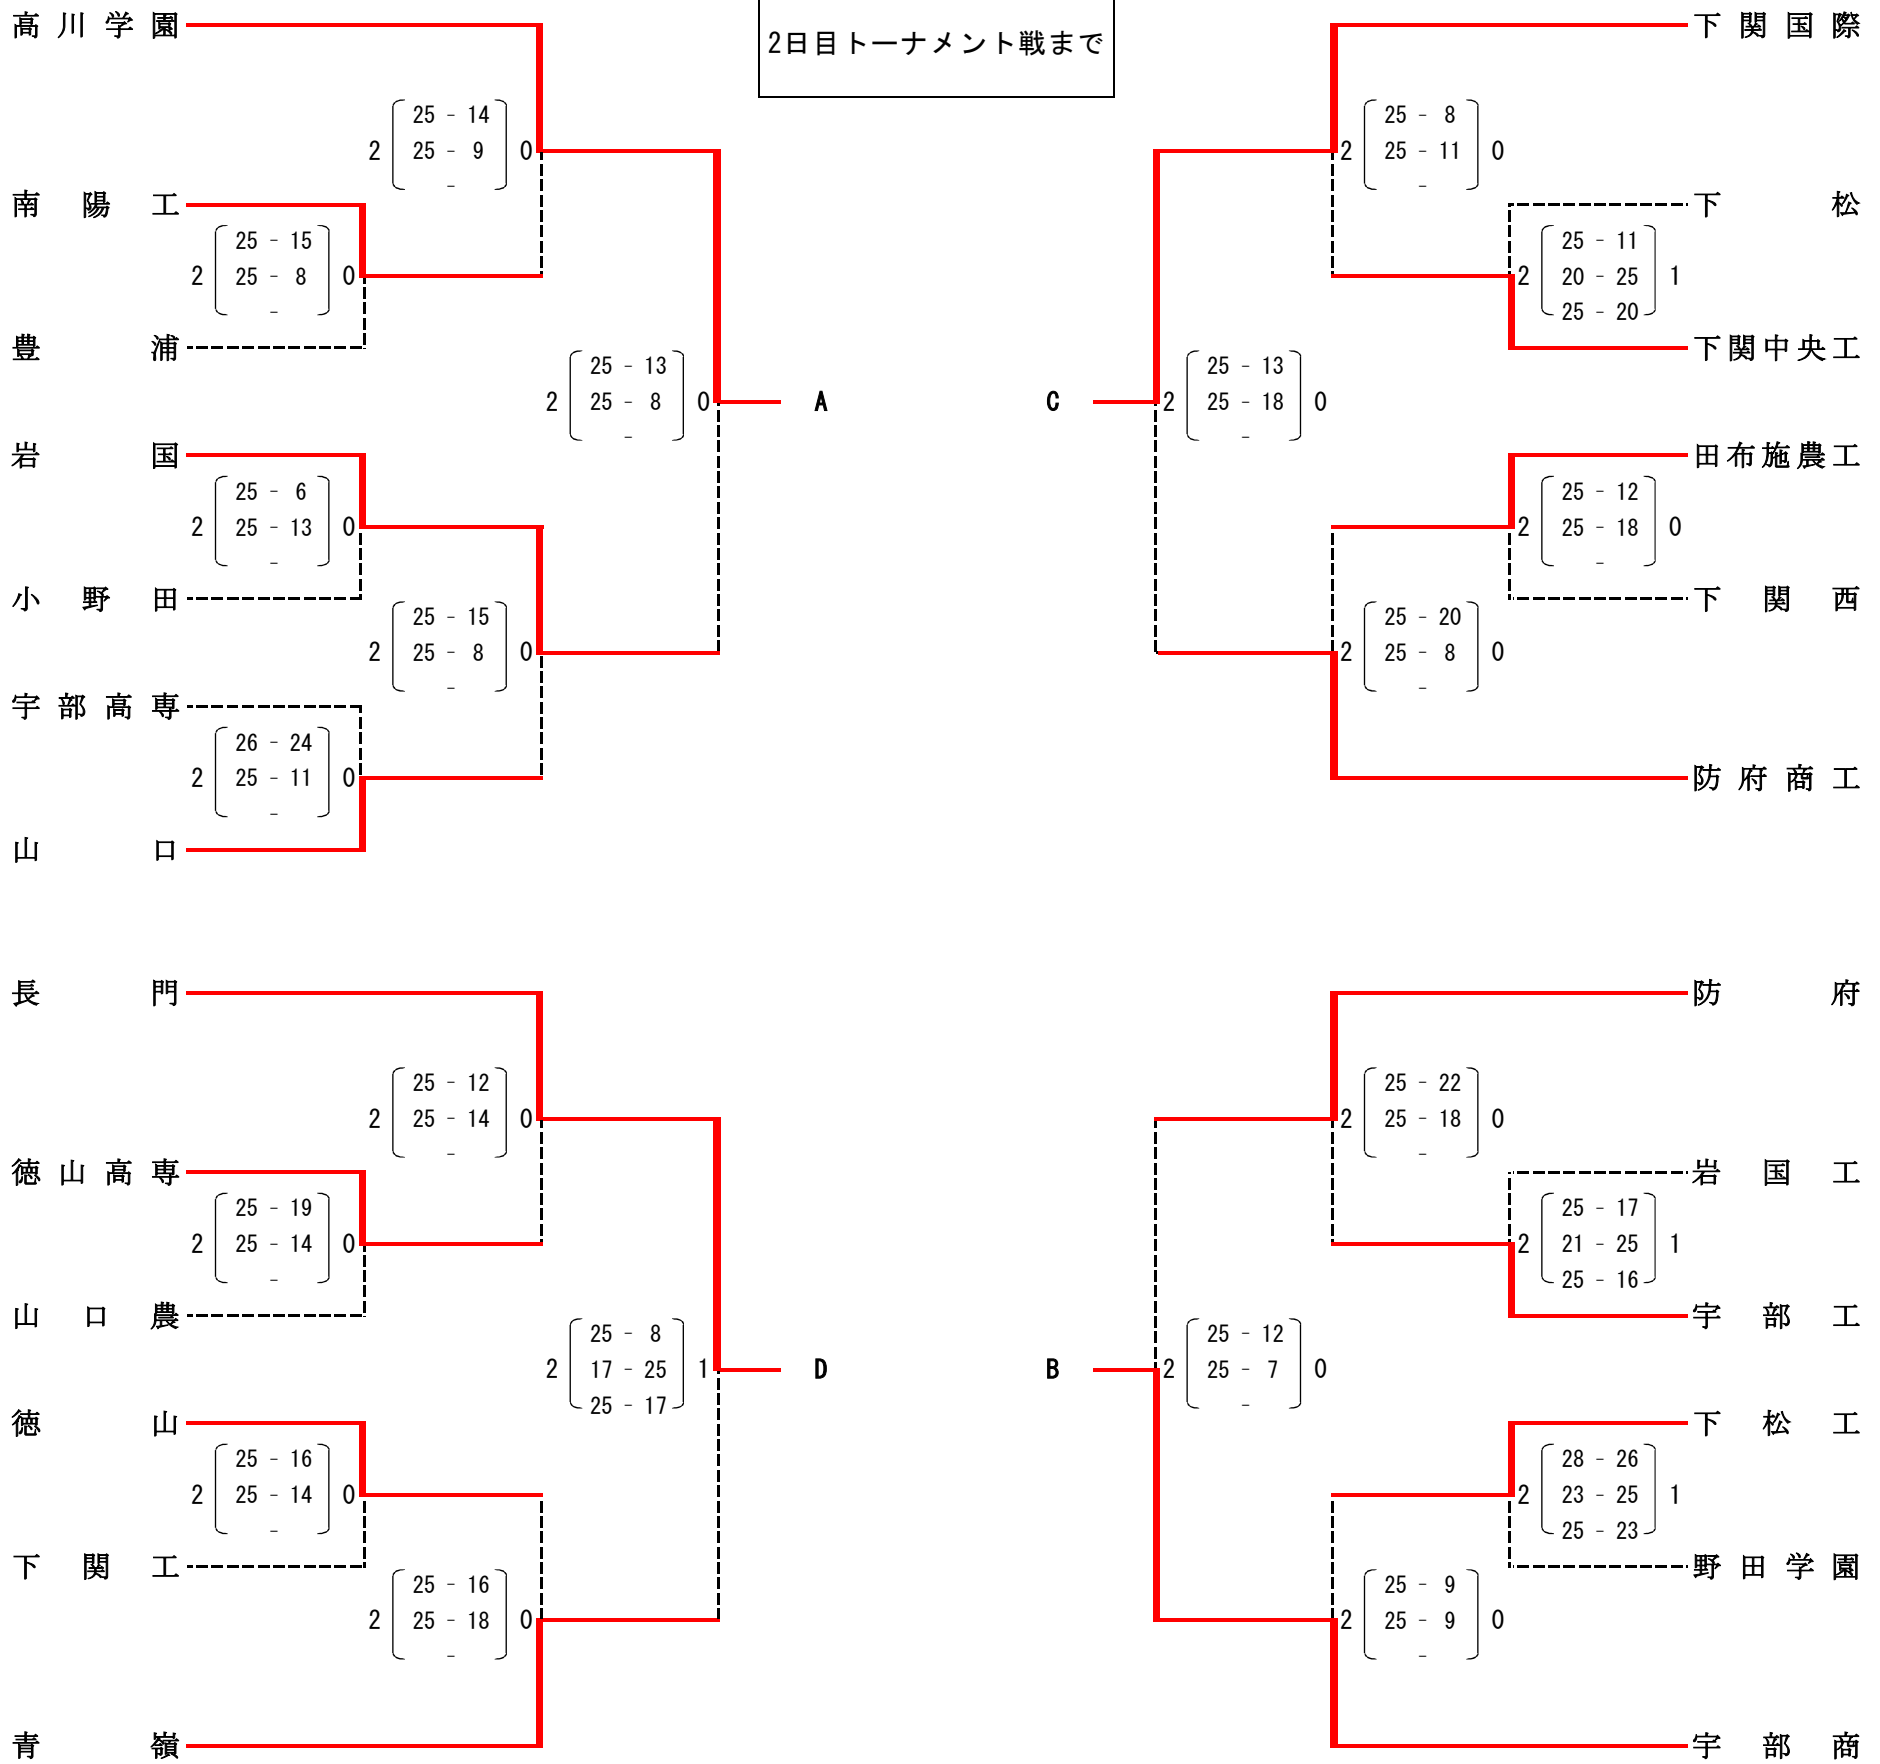 2日目トーナメント戦まで
高川学園
25 - 14
2 25 - 9 0
-
南陽工
25 - 15
2 25 - 8 0
-
豊浦
25 - 13
2 25 - 8 0
-
A
岩国
25 - 6
2 25 - 13 0
-
小野田
25 - 15
2 25 - 8 0
-
宇部高専
26 - 24
2 25 - 11 0
-
山口
下関国際
25 - 8
2 25 - 11 0
-
下松
25 - 11
2 20 - 25 1
25 - 20
下関中央工
C
25 - 13
2 25 - 18 0
-
田布施農工
25 - 12
2 25 - 18 0
-
下関西
25 - 20
2 25 - 8 0
-
防府商工
長門
25 - 12
2 25 - 14 0
-
徳山高専
25 - 19
2 25 - 14 0
-
山口農
25 - 8
2 17 - 25 1
25 - 17
D
徳山
25 - 16
2 25 - 14 0
-
下関工
25 - 16
2 25 - 18 0
-
青嶺
防府
25 - 22
2 25 - 18 0
-
岩国工
25 - 17
2 21 - 25 1
25 - 16
宇部工
B
25 - 12
2 25 - 7 0
-
下松工
28 - 26
2 23 - 25 1
25 - 23
野田学園
25 - 9
2 25 - 9 0
-
宇部商